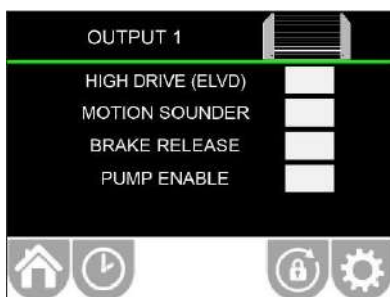 OUTPUT 1
HIGH DRIVE (ELVD)
MOTION SOUNDER
BRAKE RELEASE
PUMP ENABLE